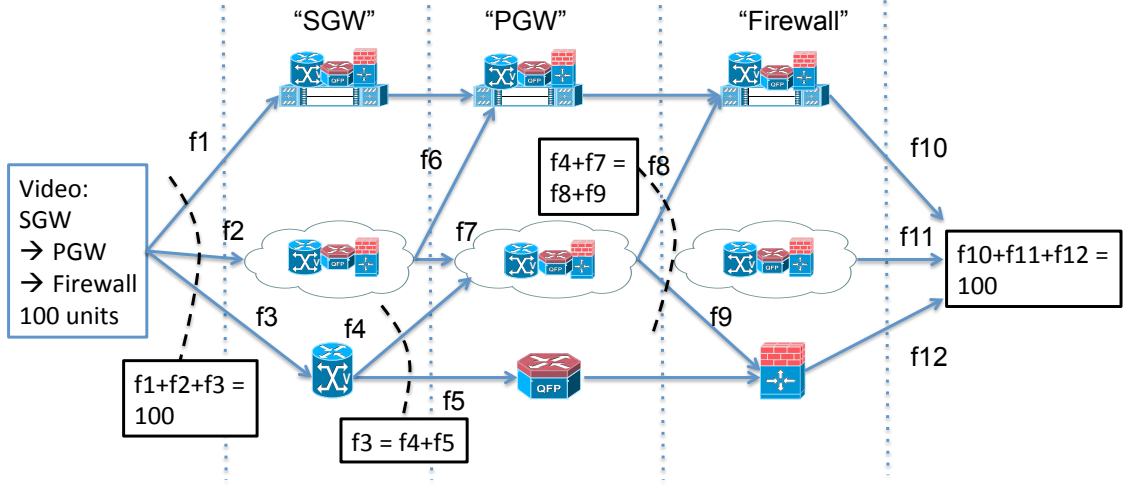 “SGW”
“PGW”
“Firewall”
V
QFP
V
QFP
V
QFP
f1
f6
f4+f7 =
f8+f9
f8
f10
Video:
SGW
→ PGW
→ Firewall
100 units
f2
V
QFP
f7
V
QFP
V
QFP
f11
f10+f11+f12 =
100
f3
f4
V
f9
QFP
f12
f1+f2+f3 =
100
f5
f3 = f4+f5